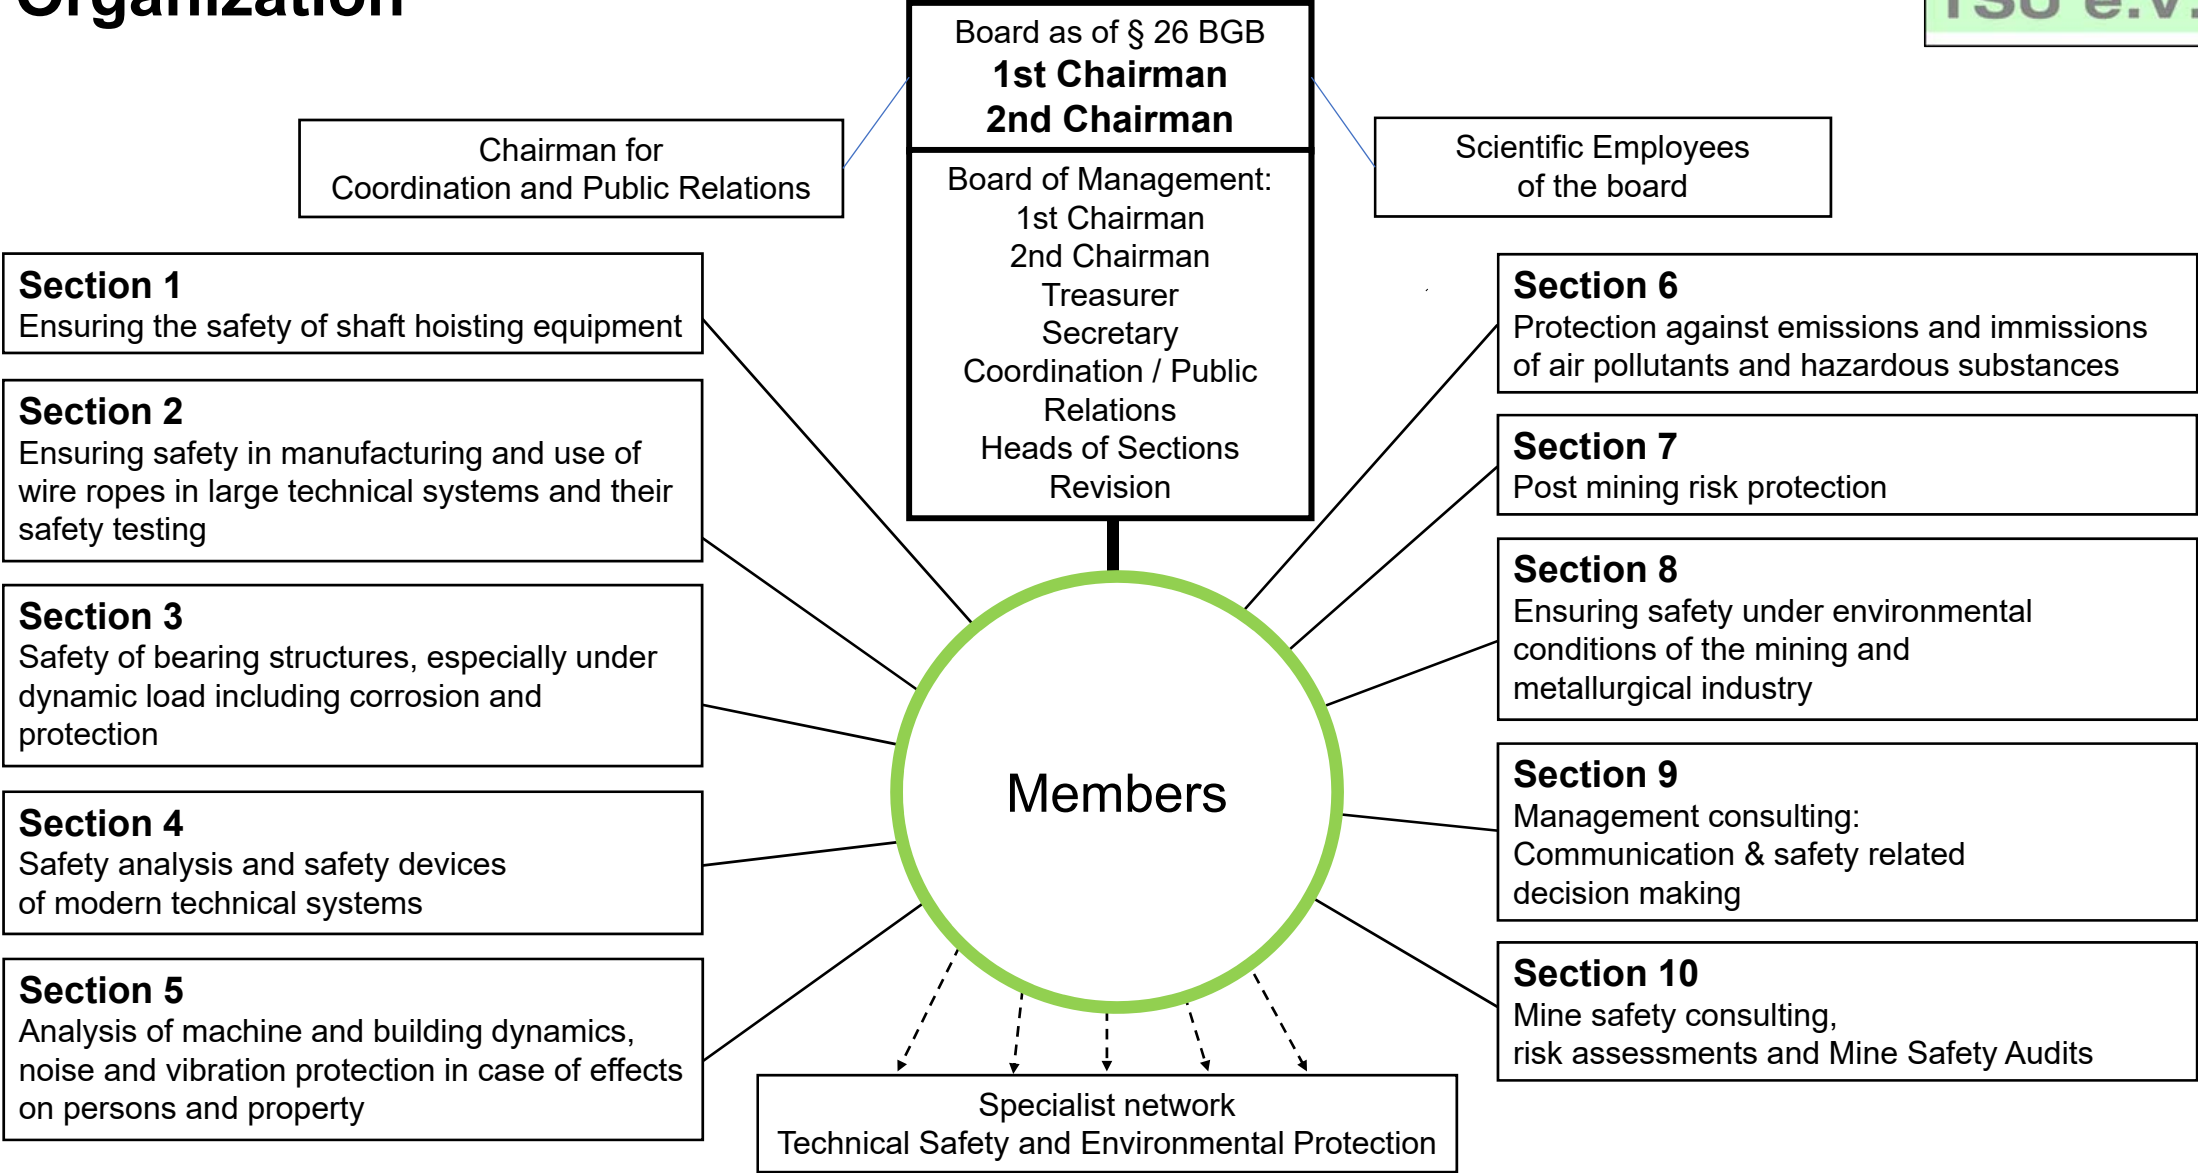 Organization
TSU e.V.
Board as of § 26 BGB
1st Chairman
2nd Chairman
Chairman for
Coordination and Public Relations
Scientific Employees
of the board
Board of Management:
1st Chairman
2nd Chairman
Treasurer
Secretary
Coordination / Public
Relations
Heads of Sections
Revision
Section 1
Ensuring the safety of shaft hoisting equipment
Section 2
Ensuring safety in manufacturing and use of
wire ropes in large technical systems and their
safety testing
Section 3
Safety of bearing structures, especially under
dynamic load including corrosion and
protection
Section 4
Safety analysis and safety devices
of modern technical systems
Section 5
Analysis of machine and building dynamics,
noise and vibration protection in case of effects
on persons and property
Members
Section 6
Protection against emissions and immissions
of air pollutants and hazardous substances
Section 7
Post mining risk protection
Section 8
Ensuring safety under environmental
conditions of the mining and
metallurgical industry
Section 9
Management consulting:
Communication & safety related
decision making
Section 10
Mine safety consulting,
risk assessments and Mine Safety Audits
Specialist network
Technical Safety and Environmental Protection